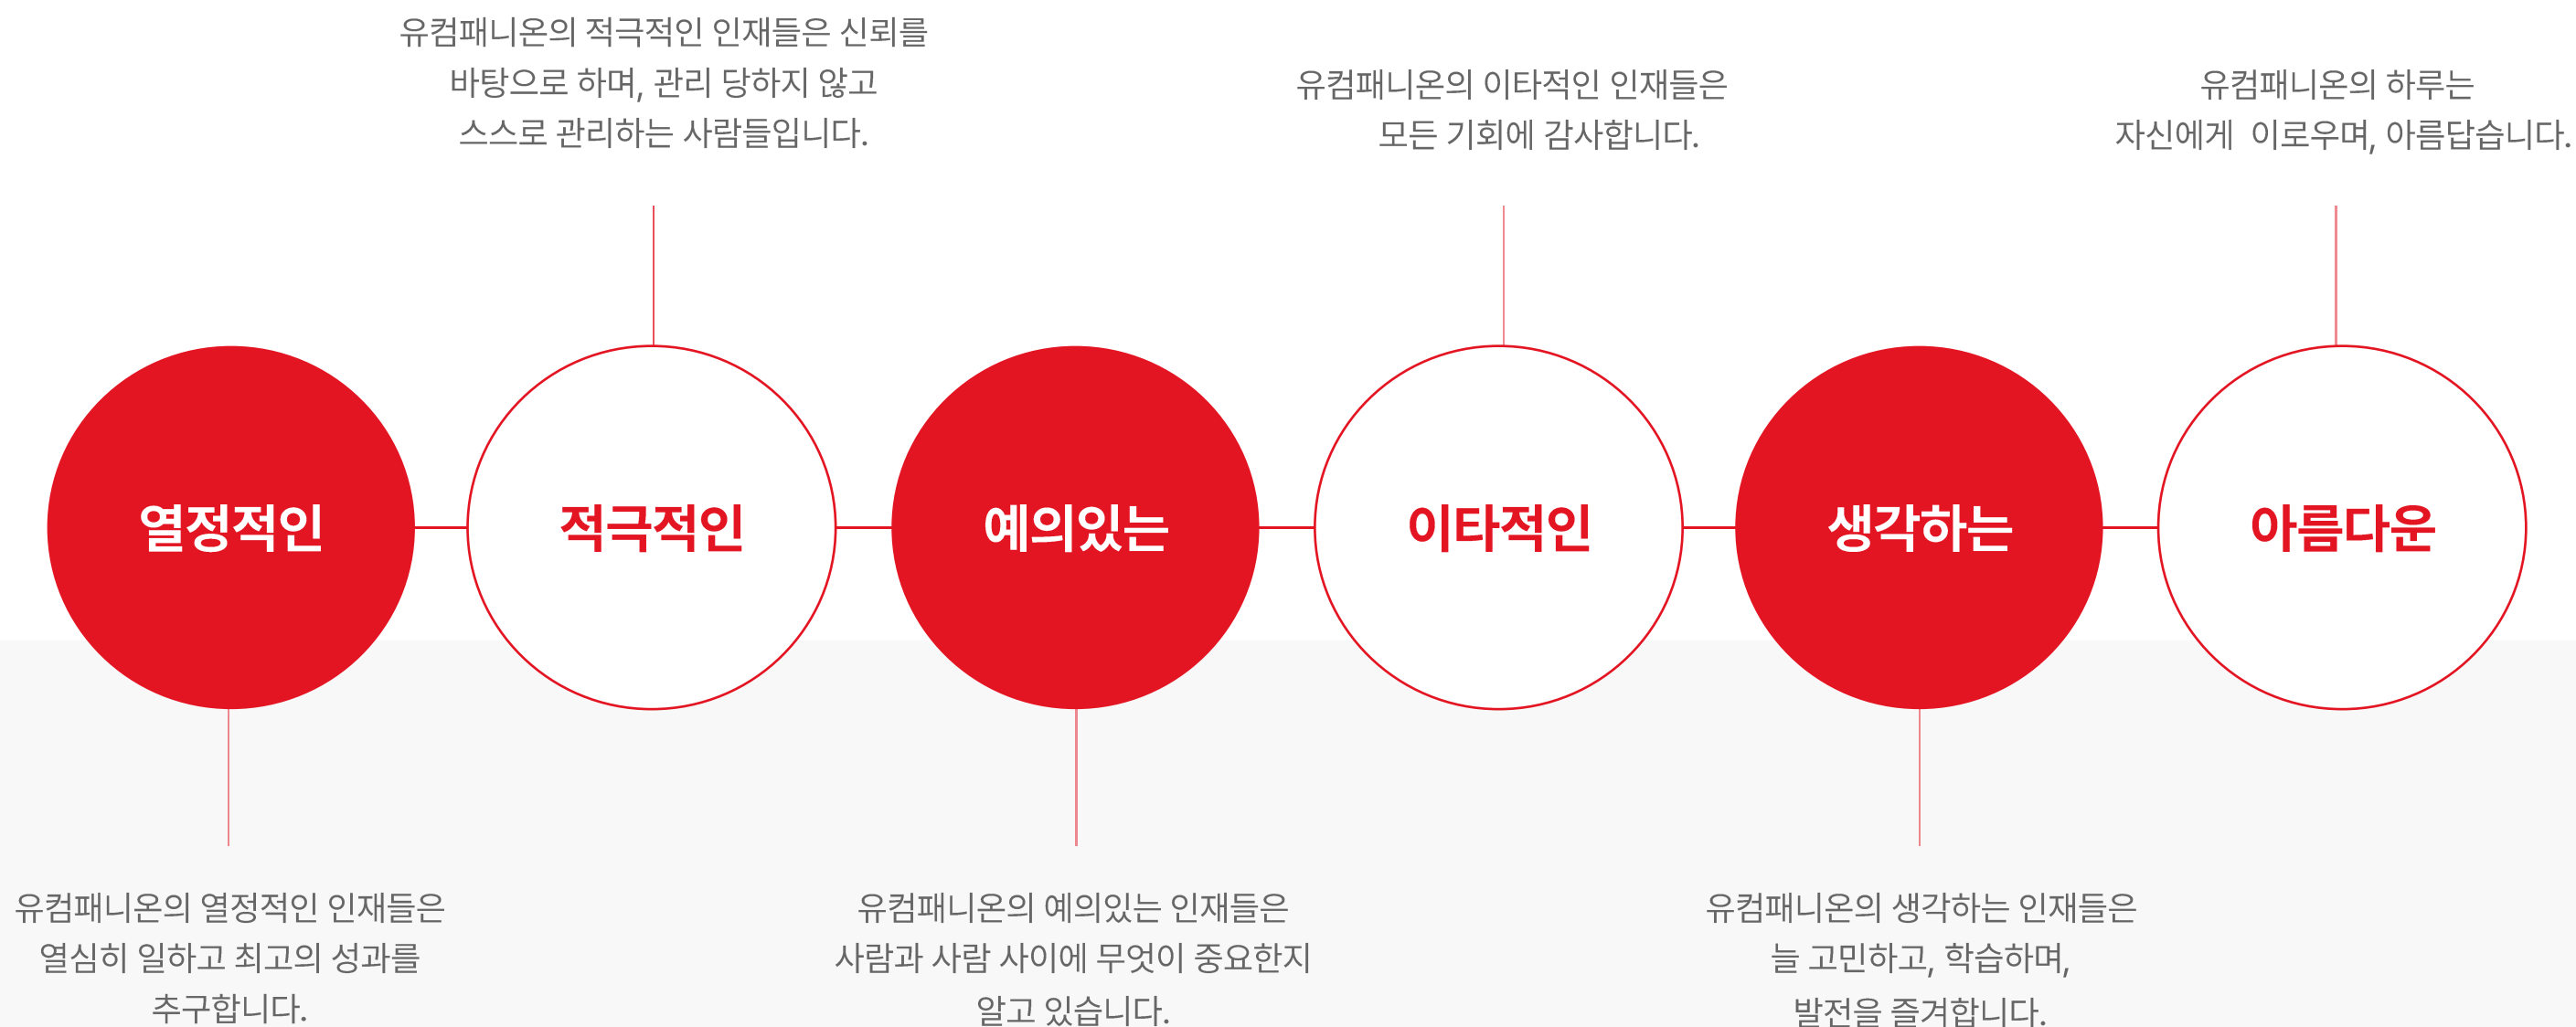 유컴패니온의 적극적인 인재들은 신뢰를
바탕으로 하며, 관리 당하지 않고
스스로 관리하는 사람들입니다.
유컴패니온의 이타적인 인재들은
모든 기회에 감사합니다.
유컴패니온의 하루는
자신에게 이로우며, 아름답습니다.
열정적인
적극적인
예의있는
이타적인
생각하는
아름다운
유컴패니온의 열정적인 인재들은
열심히 일하고 최고의 성과를
추구합니다.
유컴패니온의 예의있는 인재들은
사람과 사람 사이에 무엇이 중요한지
알고 있습니다.
유컴패니온의 생각하는 인재들은
늘 고민하고, 학습하며,
발전을 즐겨합니다.